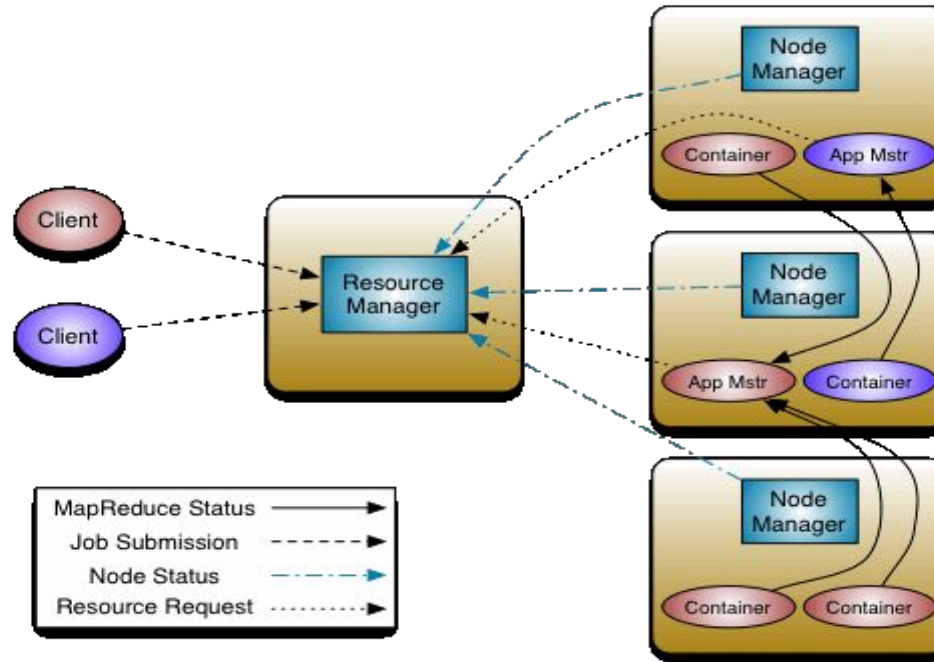 Node
Manager
Container
App Mstr
Client
Client
Resource
Manager
Node
Manager
App Mstr
Container
Node
Manager
Container
Container
MapReduce Status
Job Submission
Node Status
Resource Request